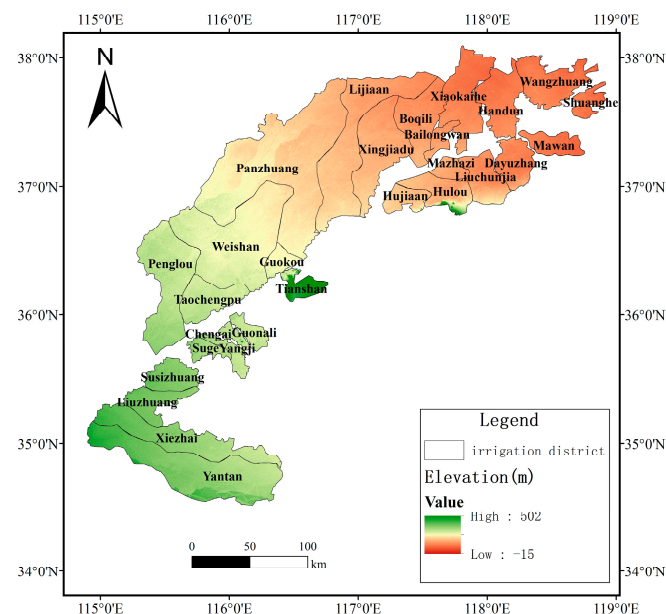 115°0'E 116°0'E 117°0'E 118°0'E 119°0'E
38°0'N 38°0'N
N
Wangzhuang
Lijiaan
Xiaokaihe
Shuanghe
Handun
Boqili
Bailongwan
Mawan
Xingjiadu
Mazhazi Dayuzhang
Panzhuang
Liuchunjia
37°0'N 37°0'N
Hujiaan Hulou
Weishan
Penglou Guokou
Tianshan
Taochengpu
36°0'N 36°0'N
Chengai Guonali
Suge Yangji
Susizhuang
Liuzhuang
Legend
irrigation district
Xiezhai
35°0'N 35°0'N
Elevation(m)
Yantan
Value
High : 502
Low : -15
0 50 100
km
34°0'N 34°0'N
115°0'E 116°0'E 117°0'E 118°0'E 119°0'E